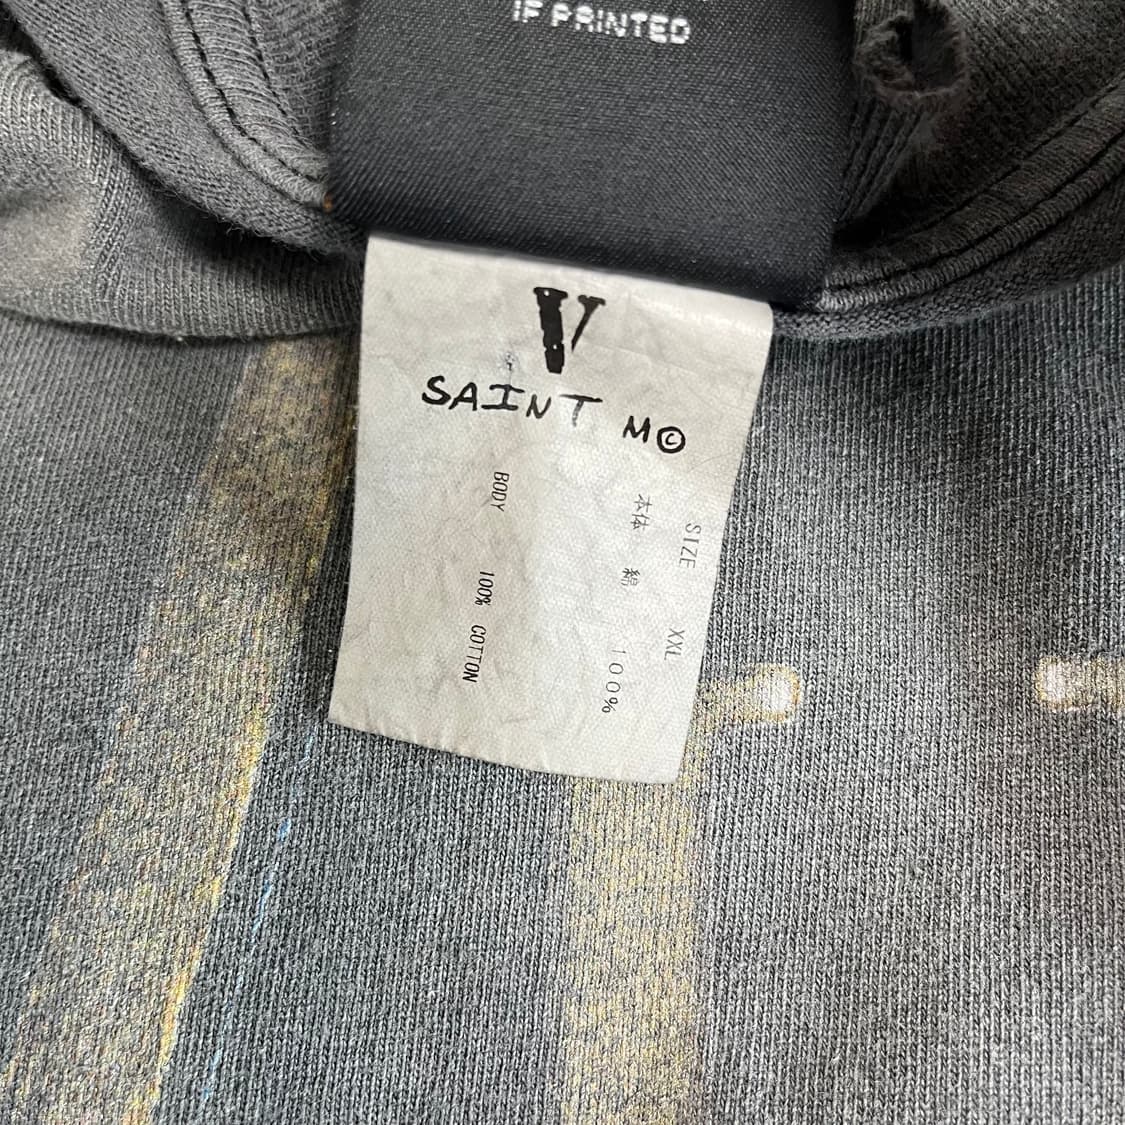 IF PRINTED
V
SAINT M©
SIZE XXL
本体 綿 100%
BODY 100% COTTON